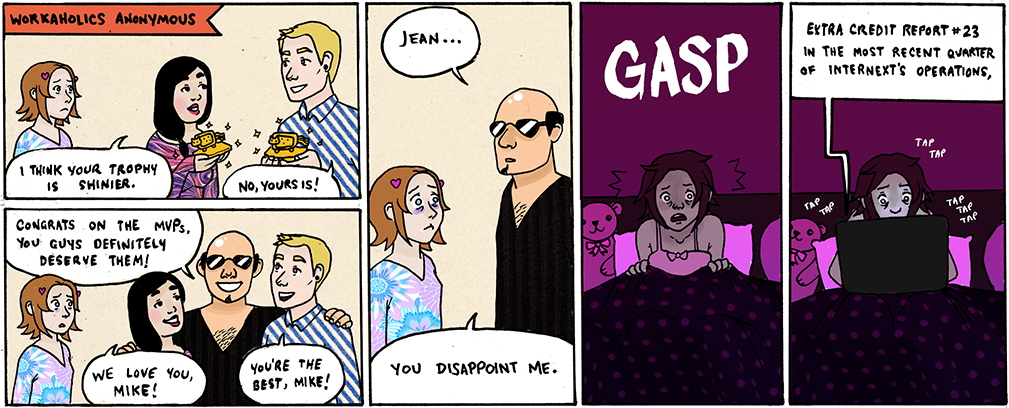 WORKAHOLICS ANONYMOUS
I THINK YOUR TROPHY
IS SHINIER.
NO, YOURS IS!
CONGRATS ON THE MVPS,
YOU GUYS DEFINITELY
DESERVE THEM!
WE LOVE YOU,
MIKE!
YOU'RE THE
BEST, MIKE!
JEAN...
YOU DISAPPOINT ME.
GASP
EXTRA CREDIT REPORT #23
IN THE MOST RECENT QUARTER
OF INTERNEXT'S OPERATIONS,
TAP
TAP
TAP
TAP
TAP
TAP
TAP